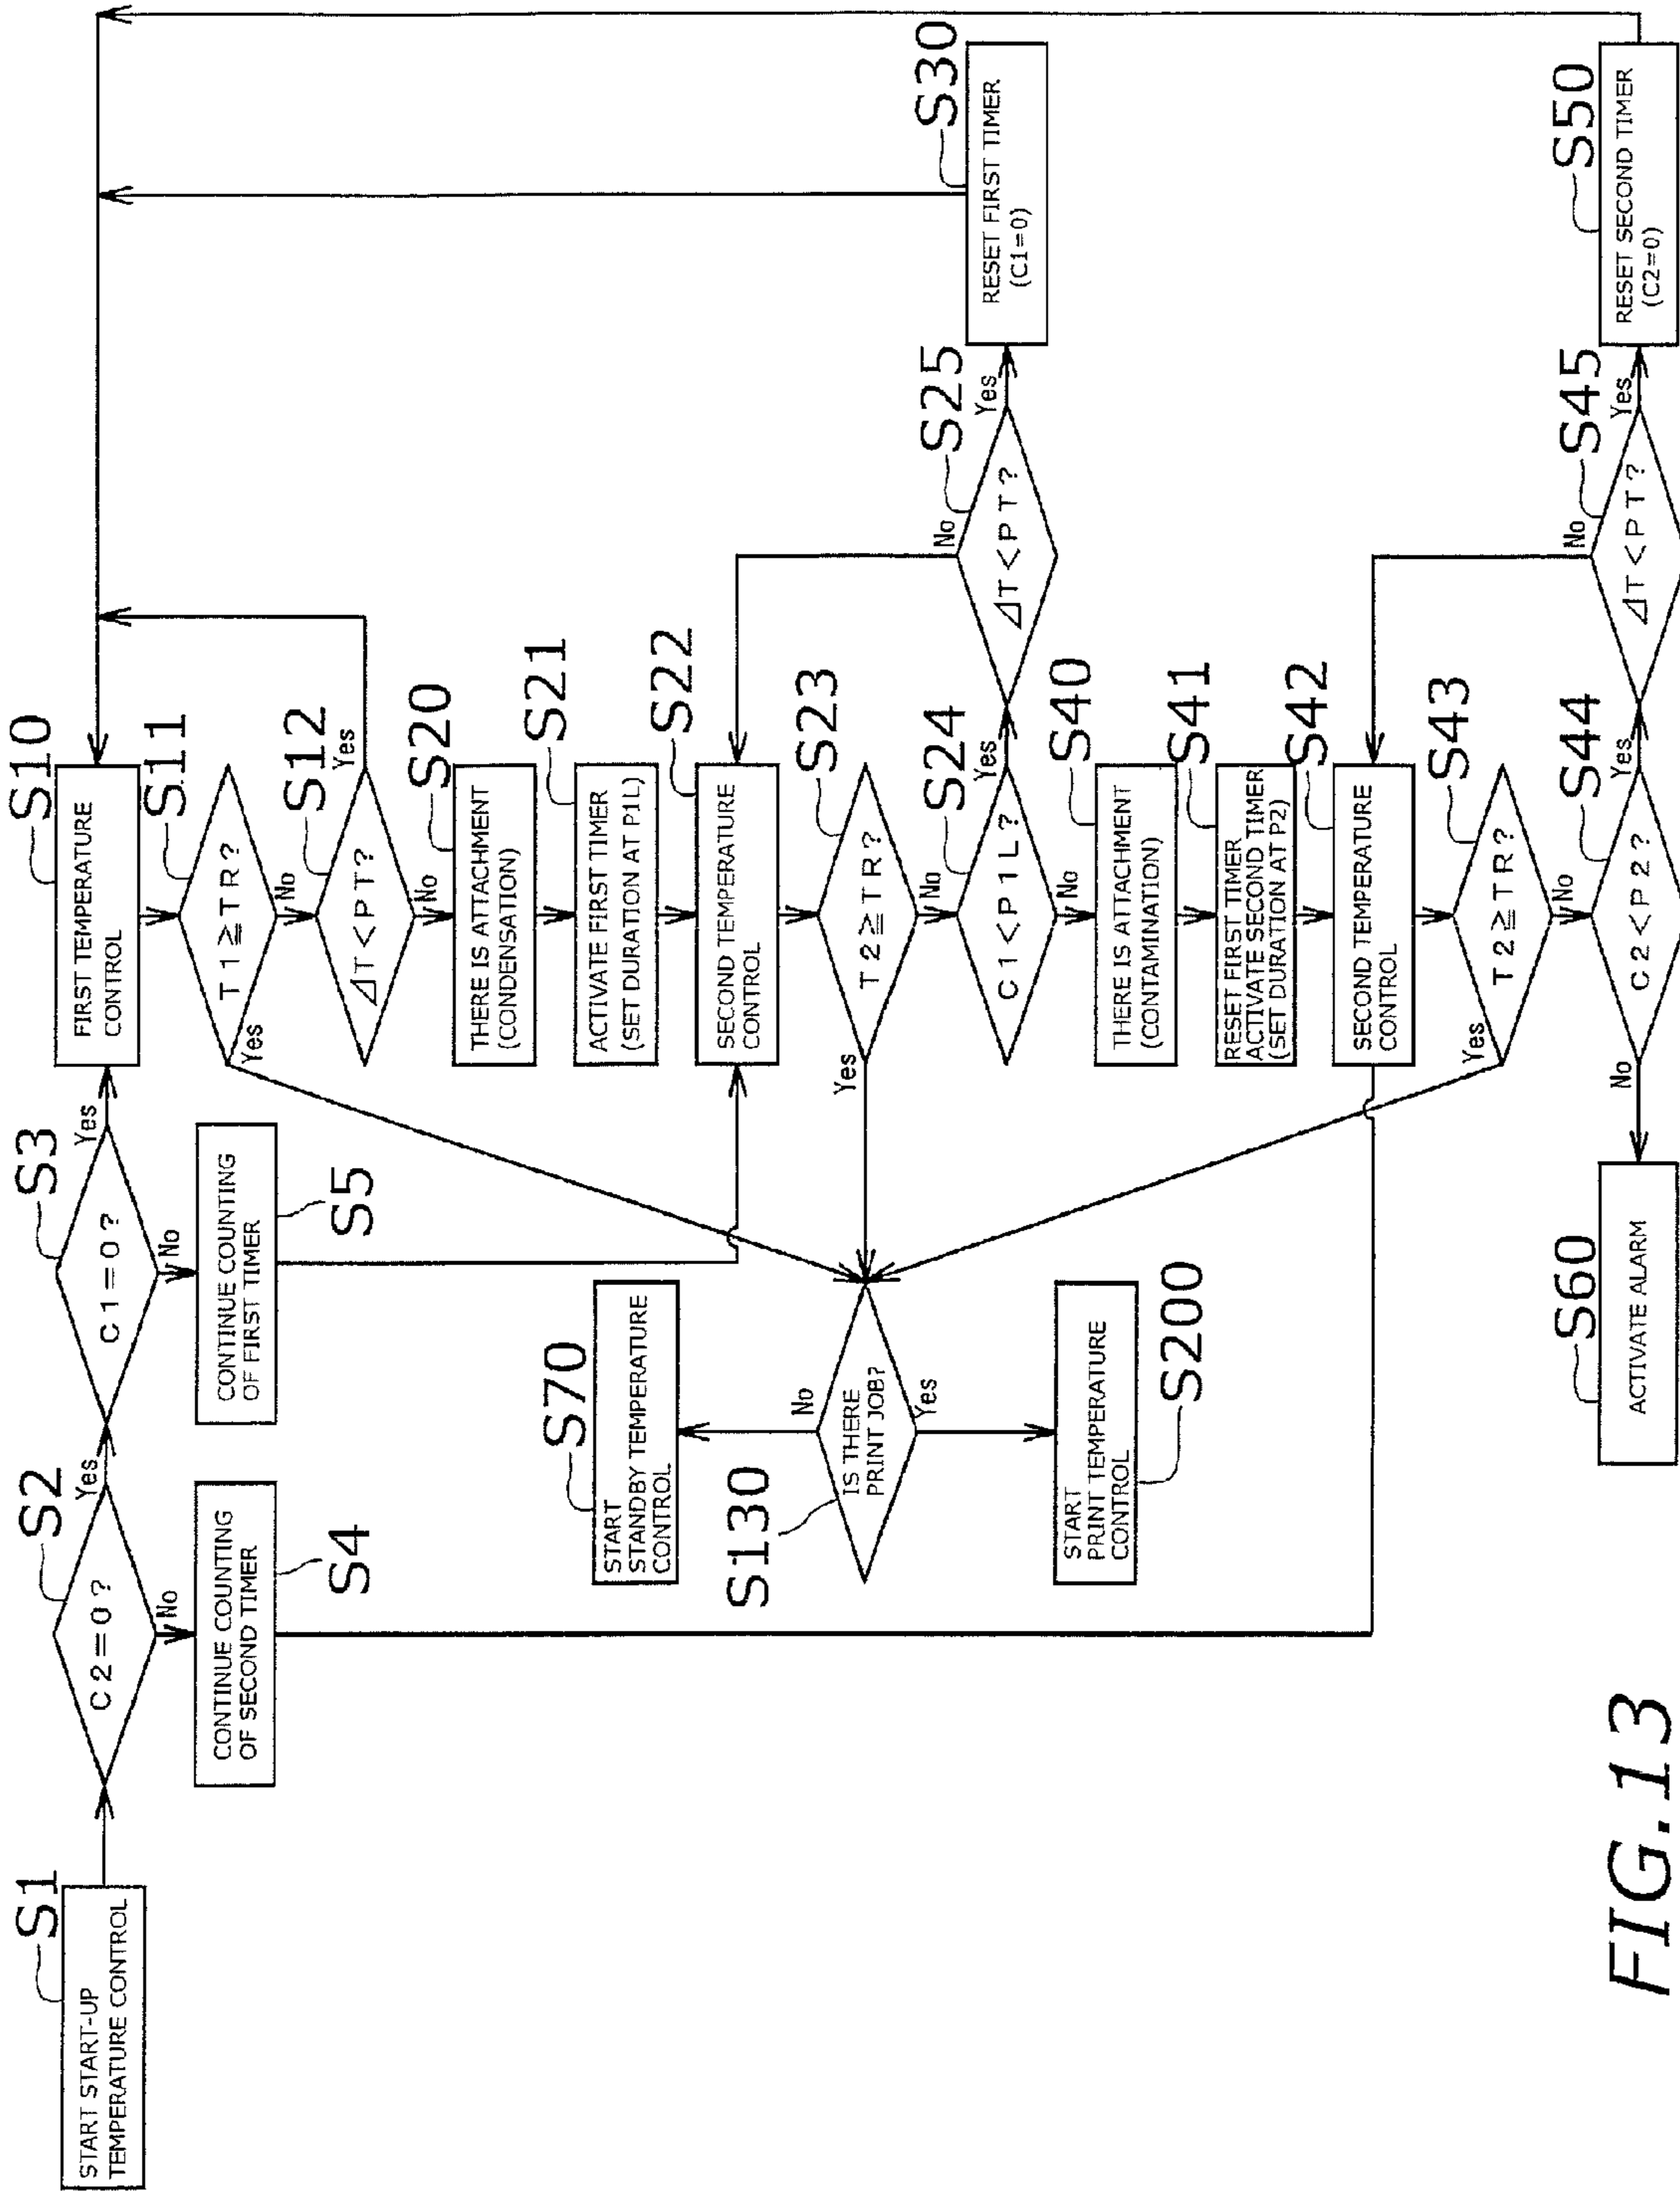 S1
START START-UP
TEMPERATURE CONTROL
S2
C2=0?
Yes
No
S3
C1=0?
Yes
No
S4
CONTINUE COUNTING
OF SECOND TIMER
S5
CONTINUE COUNTING
OF FIRST TIMER
S10
FIRST TEMPERATURE
CONTROL
S11
T1≧TR?
Yes
No
S12
ΔT<PT?
Yes
No
S20
THERE IS ATTACHMENT
(CONDENSATION)
S21
ACTIVATE FIRST TIMER
(SET DURATION AT P1L)
S22
SECOND TEMPERATURE
CONTROL
S23
T2≧TR?
Yes
No
S24
C1<P1L?
Yes
No
S25
ΔT<PT?
No
Yes
S30
RESET FIRST TIMER
(C1=0)
S40
THERE IS ATTACHMENT
(CONTAMINATION)
S41
RESET FIRST TIMER
ACTIVATE SECOND TIMER
(SET DURATION AT P2)
S42
SECOND TEMPERATURE
CONTROL
S43
T2≧TR?
Yes
No
S44
C2<P2?
Yes
No
S45
ΔT<PT?
No
Yes
S50
RESET SECOND TIMER
(C2=0)
S60
ACTIVATE ALARM
S130
IS THERE
PRINT JOB?
No
Yes
S70
START
STANDBY TEMPERATURE
CONTROL
S200
START
PRINT TEMPERATURE
CONTROL
FIG.13